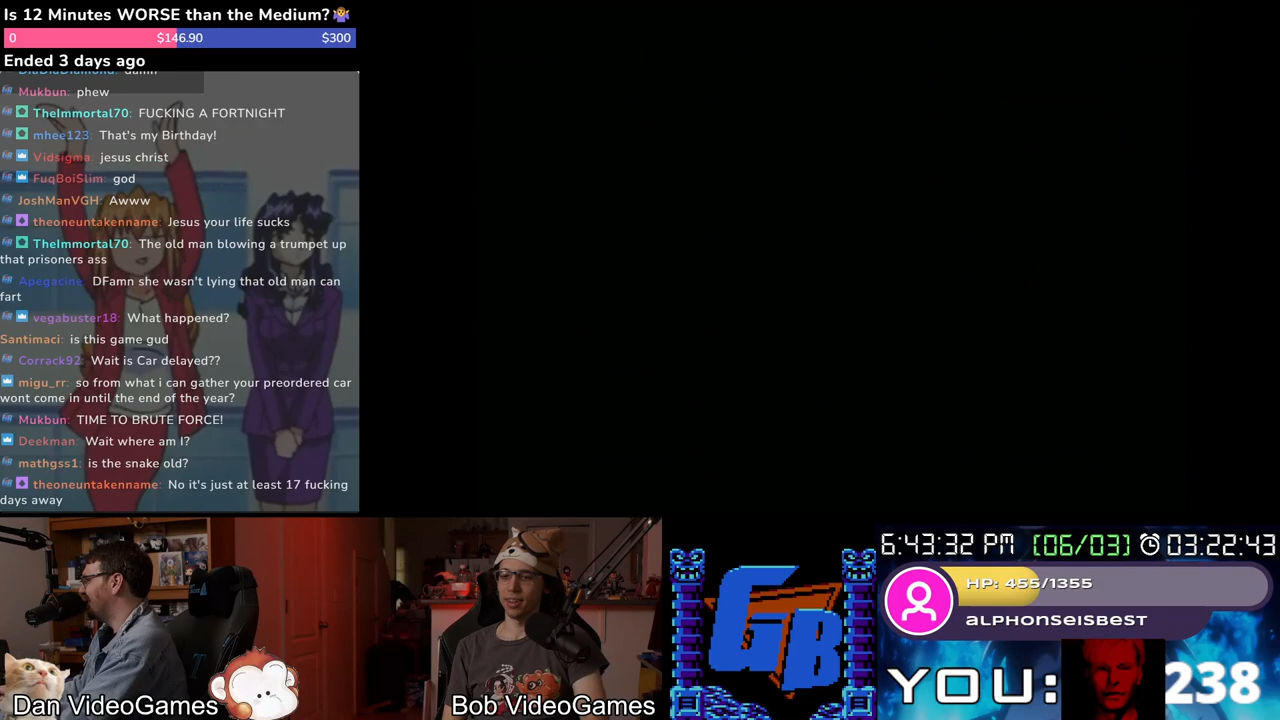 Is 12 Minutes WORSE than the Medium?🤷‍♀️
0 $146.90 $300
Ended 3 days ago
DiaDiaDiamond: damn
Mukbun: phew
TheImmortal70: FUCKING A FORTNIGHT
mhee123: That's my Birthday!
Vidsigma: jesus christ
FuqBoiSlim: god
JoshManVGH: Awww
theoneuntakenname: Jesus your life sucks
TheImmortal70: The old man blowing a trumpet up
that prisoners ass
Apegacine: DFamn she wasn't lying that old man can
fart
vegabuster18: What happened?
Santimaci: is this game gud
Corrack92: Wait is Car delayed??
migu_rr: so from what i can gather your preordered car
wont come in until the end of the year?
Mukbun: TIME TO BRUTE FORCE!
Deekman: Wait where am I?
mathgss1: is the snake old?
theoneuntakenname: No it's just at least 17 fucking
days away
Dan VideoGames
Bob VideoGames
GB
6:43:32 PM [06/03] 03:22:43
HP: 455/1355
alphonseisbest
YOU: 238